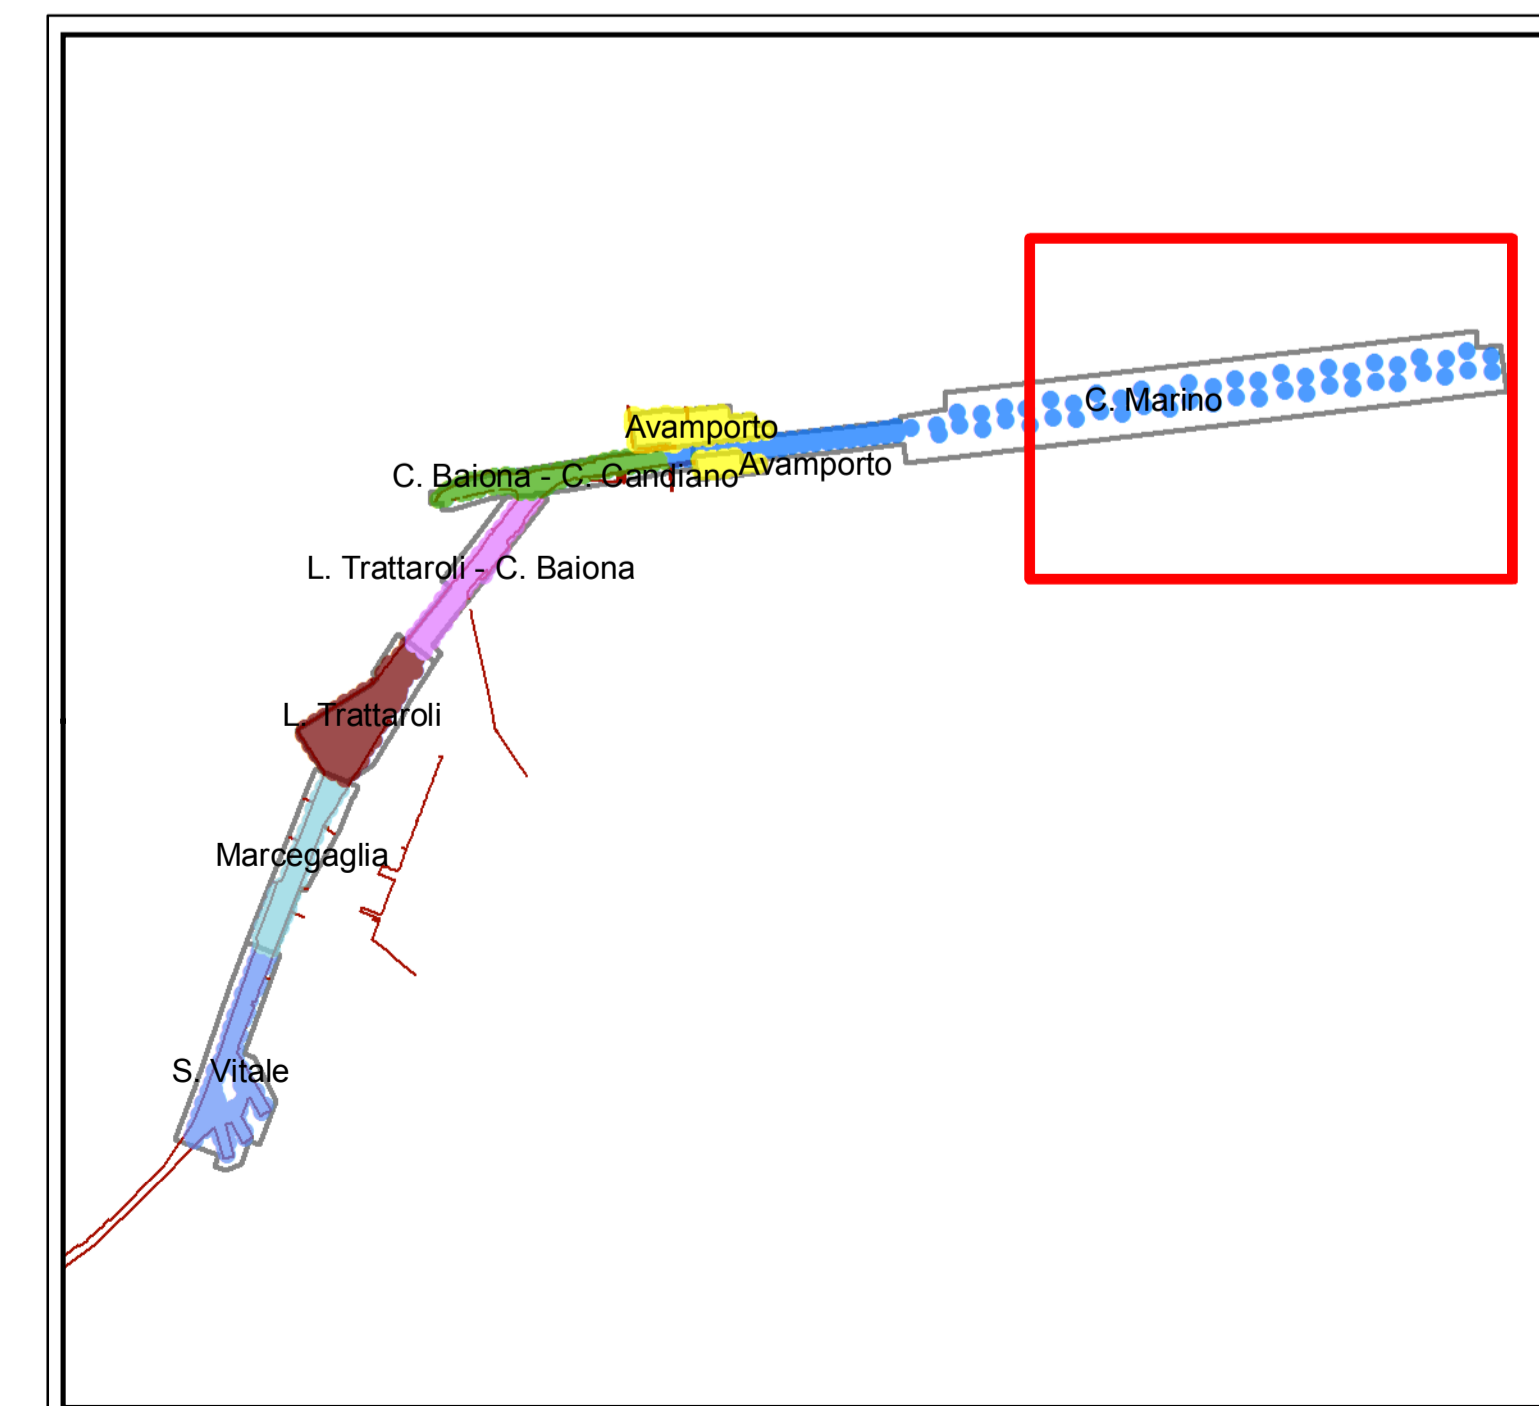 C. Marino
Avamporto
Avamporto
C. Baiona - C. Candiano
L. Trattaroli - C. Baiona
L. Trattaroli
Marcegaglia
S. Vitale